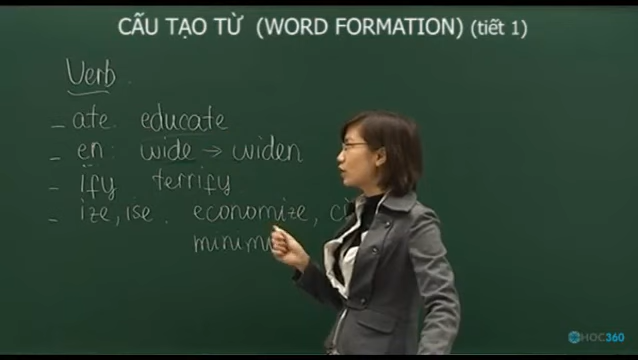 CẤU TẠO TỪ (WORD FORMATION) (tiết 1)
Verb.
_ ate. educate
_ en: wide → widen
_ ify terrify
_ ize, ise. economize,
HOC360